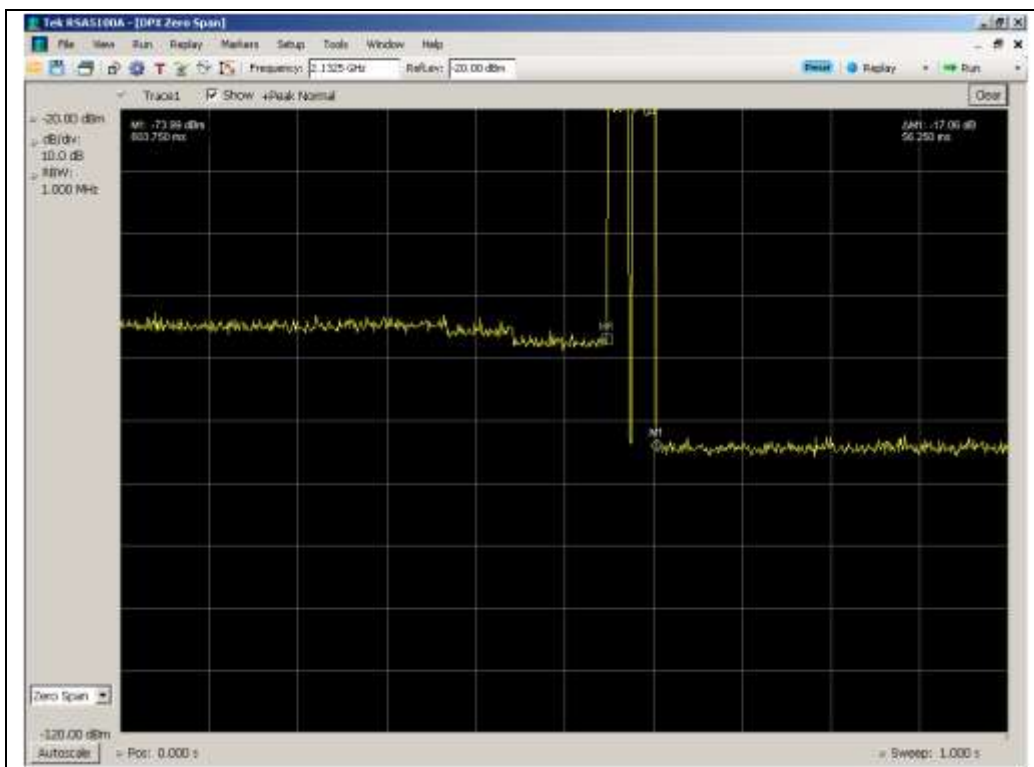 Tek RSA5100A - [DPX Zero Span]
File View Run Replay Markers Setup Tools Window Help
Frequency: 2.1325 GHz RefLev: -20.00 dBm Preset Replay Run
Trace1 Show +Peak Normal Clear
-20.00 dBm
dB/div:
10.0 dB
RBW:
1.000 MHz
M1: -73.96 dBm
603.750 ms
ΔM1: -17.06 dB
56.250 ms
MR
M1
Zero Span
-120.00 dBm
Autoscale Pos: 0.000 s Sweep: 1.000 s